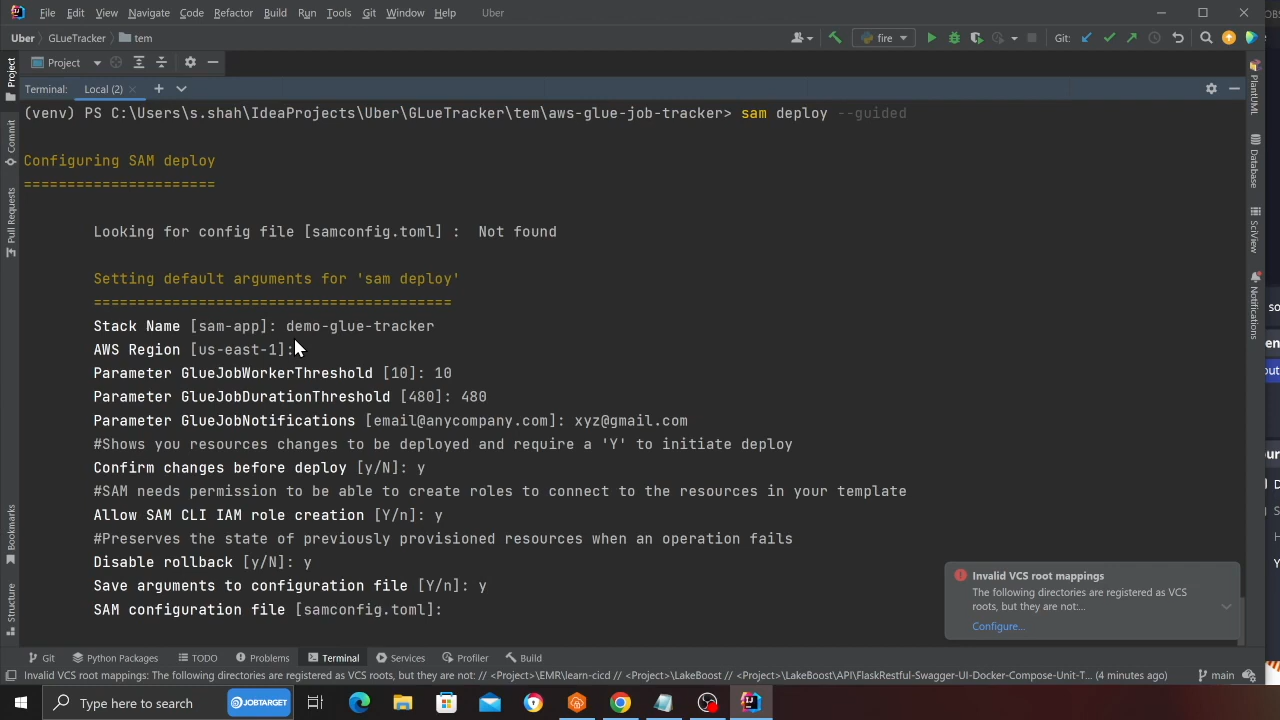 File Edit View Navigate Code Refactor Build Run Tools Git Window Help Uber
Uber GLueTracker tem fire Git:
Project
Terminal: Local (2)
(venv) PS C:\Users\s.shah\IdeaProjects\Uber\GLueTracker\tem\aws-glue-job-tracker> sam deploy --guided
Configuring SAM deploy
======================
Looking for config file [samconfig.toml] :  Not found
Setting default arguments for 'sam deploy'
=========================================
Stack Name [sam-app]: demo-glue-tracker
AWS Region [us-east-1]:
Parameter GlueJobWorkerThreshold [10]: 10
Parameter GlueJobDurationThreshold [480]: 480
Parameter GlueJobNotifications [email@anycompany.com]: xyz@gmail.com
#Shows you resources changes to be deployed and require a 'Y' to initiate deploy
Confirm changes before deploy [y/N]: y
#SAM needs permission to be able to create roles to connect to the resources in your template
Allow SAM CLI IAM role creation [Y/n]: y
#Preserves the state of previously provisioned resources when an operation fails
Disable rollback [y/N]: y
Save arguments to configuration file [Y/n]: y
SAM configuration file [samconfig.toml]:
Project
Commit
Pull Requests
Bookmarks
Structure
PlantUML
Database
SciView
Notifications
Invalid VCS root mappings
The following directories are registered as VCS
roots, but they are not:...
Configure...
Git Python Packages TODO Problems Terminal Services Profiler Build
Invalid VCS root mappings: The following directories are registered as VCS roots, but they are not: // <Project>\EMR\learn-cicd // <Project>\LakeBoost // <Project>\LakeBoost\API\FlaskRestful-Swagger-UI-Docker-Compose-Unit-T... (4 minutes ago) main
Type here to search JOBTARGET